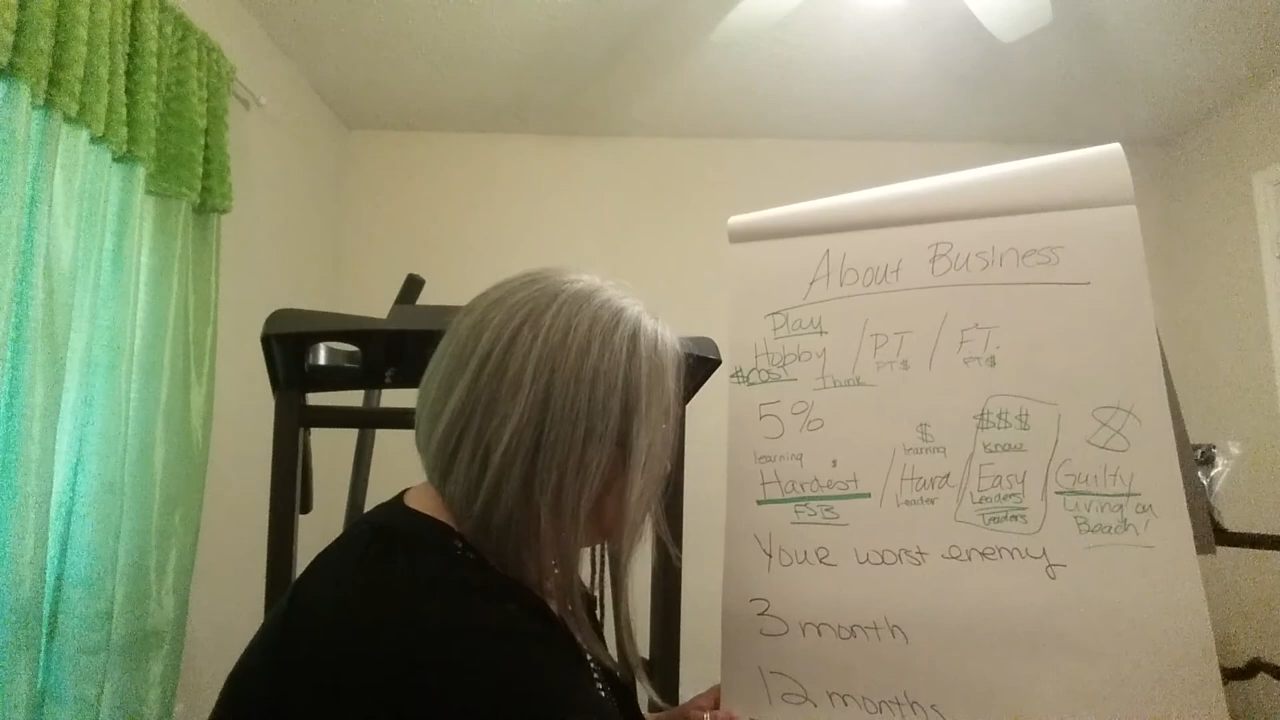 About Business
Play
Hobby / PT / FT.
PT$ PT$
$cost Think
5% $$$ $
$ know
learning learning
Hardest / Hard / Easy Guilty
FSB Leader Leaders Living on
Leaders Beach!
Your worst enemy
3 month
12 months